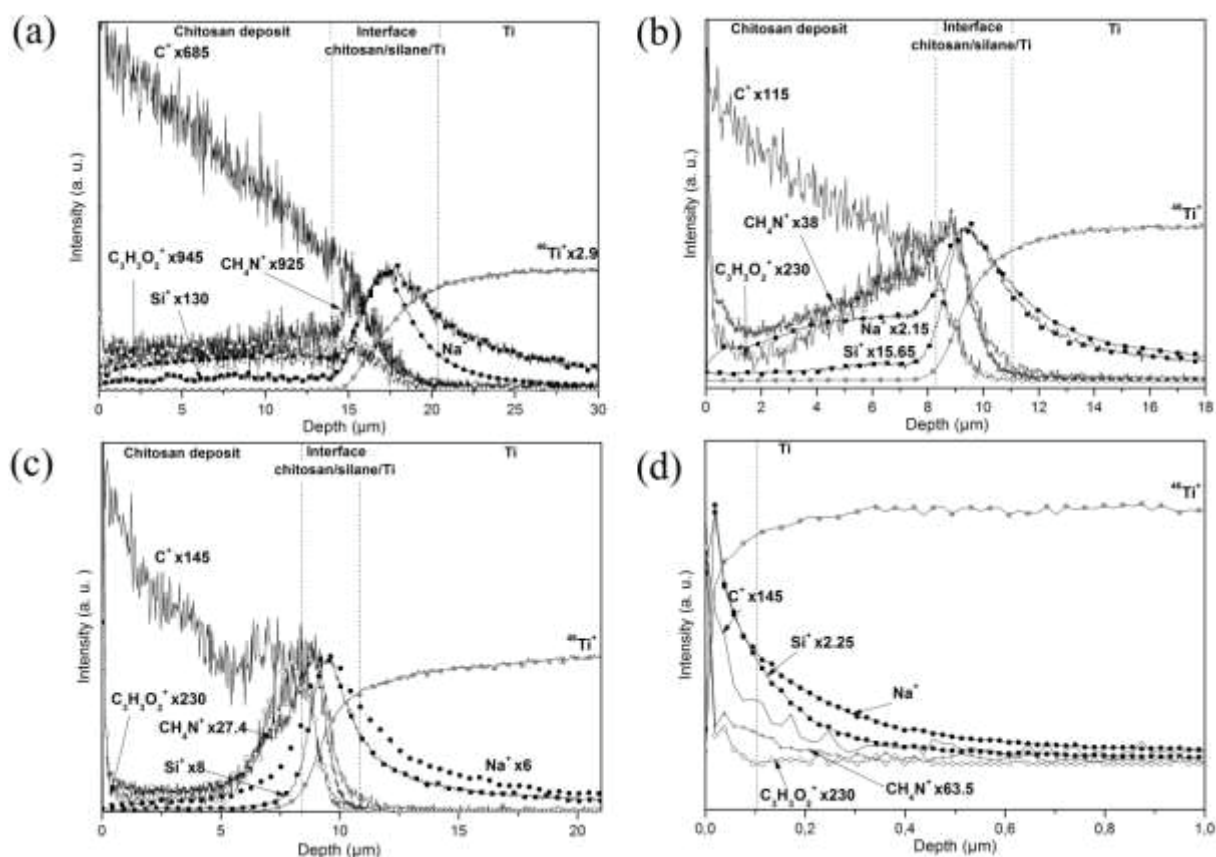 (a)
Chitosan deposit
Interface
chitosan/silane/Ti
Ti
C⁺ x685
C₃H₃O₂⁺ x945
Si⁺ x130
CH₄N⁺ x925
Na
⁴⁸Ti⁺ x2.9
Intensity (a. u.)
0 5 10 15 20 25 30
Depth (µm)
(b)
Chitosan deposit
Interface
chitosan/silane/Ti
Ti
C⁺ x115
CH₄N⁺ x38
C₃H₃O₂⁺ x230
Na⁺ x2.15
Si⁺ x15.65
⁴⁸Ti⁺
Intensity (a. u.)
0 2 4 6 8 10 12 14 16 18
Depth (µm)
(c)
Chitosan deposit
Interface
chitosan/silane/Ti
Ti
C⁺ x145
C₃H₃O₂⁺ x230
CH₄N⁺ x27.4
Si⁺ x8
Na⁺ x6
⁴⁸Ti⁺
Intensity (a. u.)
0 5 10 15 20
Depth (µm)
(d)
Ti
⁴⁸Ti⁺
C⁺ x145
Si⁺ x2.25
Na⁺
CH₄N⁺ x63.5
C₃H₃O₂⁺ x230
Intensity (a. u.)
0,0 0,2 0,4 0,6 0,8 1,0
Depth (µm)